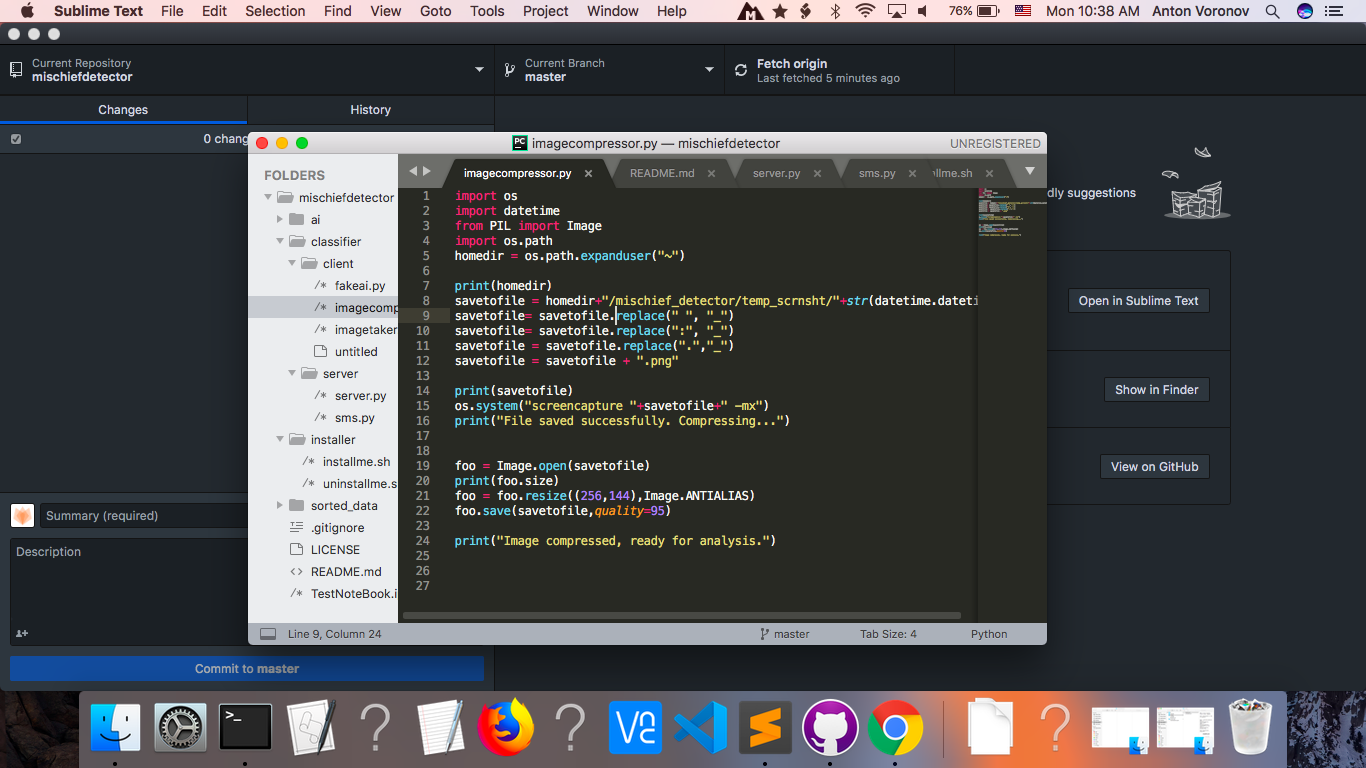 Sublime Text File Edit Selection Find View Goto Tools Project Window Help 76% Mon 10:38 AM Anton Voronov
Current Repository
mischiefdetector
Current Branch
master
Fetch origin
Last fetched 5 minutes ago
Changes
History
0 chang
imagecompressor.py — mischiefdetector
UNREGISTERED
FOLDERS
mischiefdetector
ai
classifier
client
/* fakeai.py
/* imagecomp
/* imagetaker
untitled
server
/* server.py
/* sms.py
installer
/* installme.sh
/* uninstallme.s
sorted_data
.gitignore
LICENSE
<> README.md
/* TestNoteBook.i
imagecompressor.py × README.md × server.py × sms.py × llme.sh ×
1 import os
2 import datetime
3 from PIL import Image
4 import os.path
5 homedir = os.path.expanduser("~")
6
7 print(homedir)
8 savetofile = homedir+"/mischief_detector/temp_scrnsht/"+str(datetime.dateti
9 savetofile= savetofile.replace(" ", "_")
10 savetofile= savetofile.replace(":", "_")
11 savetofile = savetofile.replace(".","_")
12 savetofile = savetofile + ".png"
13
14 print(savetofile)
15 os.system("screencapture "+savetofile+" -mx")
16 print("File saved successfully. Compressing...")
17
18
19 foo = Image.open(savetofile)
20 print(foo.size)
21 foo = foo.resize((256,144),Image.ANTIALIAS)
22 foo.save(savetofile,quality=95)
23
24 print("Image compressed, ready for analysis.")
25
26
27
Line 9, Column 24
master
Tab Size: 4
Python
dly suggestions
Open in Sublime Text
Show in Finder
View on GitHub
Summary (required)
Description
Commit to master